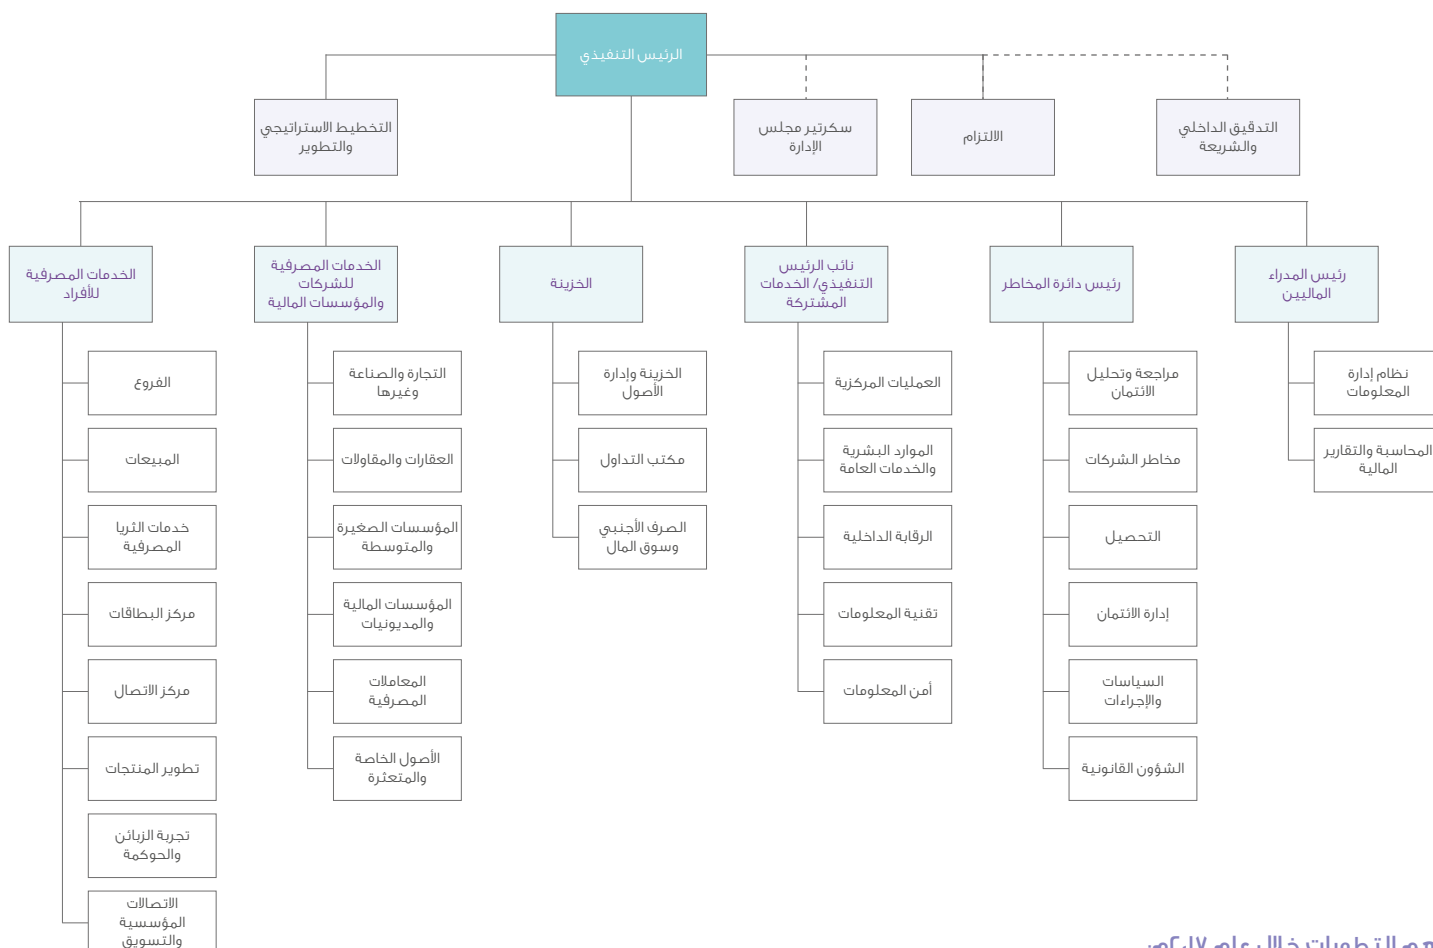 الرئيس التنفيذي
التدقيق الداخلي
والشريعة
الالتزام
سكرتير مجلس
الإدارة
التخطيط الاستراتيجي
والتطوير
رئيس المدراء
الماليين
نظام إدارة
المعلومات
المحاسبة والتقارير
المالية
رئيس دائرة المخاطر
مراجعة وتحليل
الائتمان
مخاطر الشركات
التحصيل
إدارة الائتمان
السياسات
والإجراءات
الشؤون القانونية
نائب الرئيس
التنفيذي/ الخدمات
المشتركة
العمليات المركزية
الموارد البشرية
والخدمات العامة
الرقابة الداخلية
تقنية المعلومات
أمن المعلومات
الخزينة
الخزينة وإدارة
الأصول
مكتب التداول
الصرف الأجنبي
وسوق المال
الخدمات المصرفية
للشركات
والمؤسسات المالية
التجارة والصناعة
وغيرها
العقارات والمقاولات
المؤسسات الصغيرة
والمتوسطة
المؤسسات المالية
والمديونيات
المعاملات
المصرفية
الأصول الخاصة
والمتعثرة
الخدمات المصرفية
للأفراد
الفروع
المبيعات
خدمات الثريا
المصرفية
مركز البطاقات
مركز الاتصال
تطوير المنتجات
تجربة الزبائن
والحوكمة
الاتصالات
المؤسسية
والتسويق
التطورات خلال عام ٢٠١٧م: